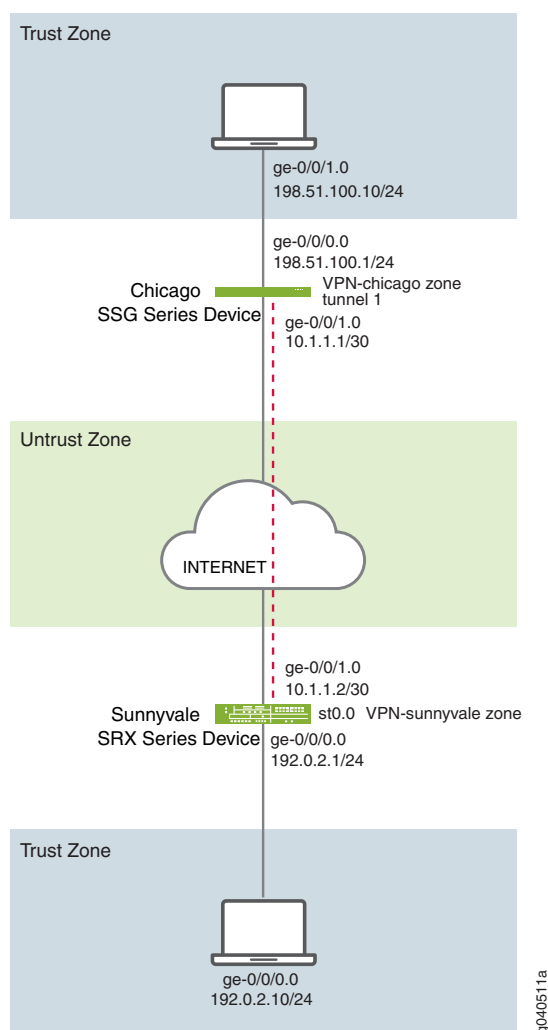 Trust Zone
ge-0/0/1.0
198.51.100.10/24
ge-0/0/0.0
198.51.100.1/24
Chicago
SSG Series Device
VPN-chicago zone
tunnel 1
ge-0/0/1.0
10.1.1.1/30
Untrust Zone
INTERNET
ge-0/0/1.0
10.1.1.2/30
Sunnyvale
SRX Series Device
st0.0 VPN-sunnyvale zone
ge-0/0/0.0
192.0.2.1/24
Trust Zone
ge-0/0/0.0
192.0.2.10/24
g040511a